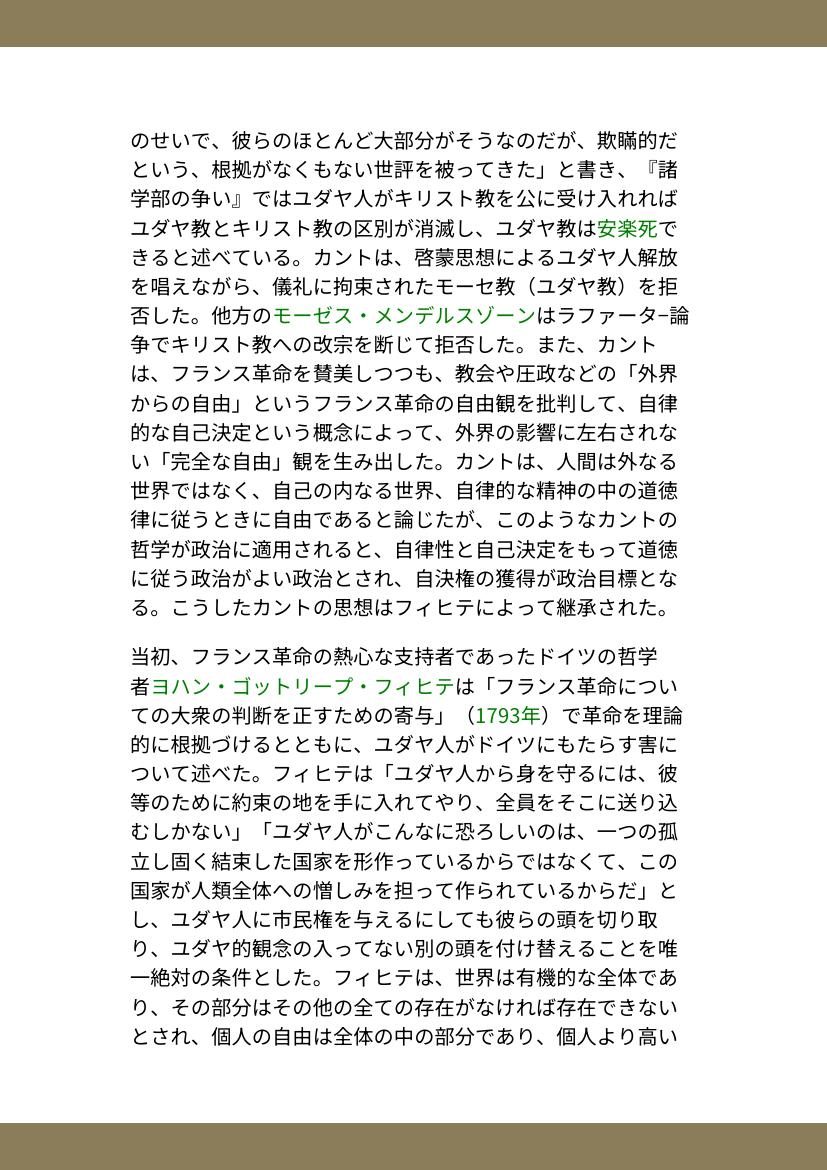 のせいで、彼らのほとんど大部分がそうなのだが、欺瞞的だ
という、根拠がなくもない世評を被ってきた」と書き、『諸
学部の争い』ではユダヤ人がキリスト教を公に受け入れれば
ユダヤ教とキリスト教の区別が消滅し、ユダヤ教は安楽死で
きると述べている。カントは、啓蒙思想によるユダヤ人解放
を唱えながら、儀礼に拘束されたモーセ教（ユダヤ教）を拒
否した。他方のモーゼス・メンデルスゾーンはラファータ−論
争でキリスト教への改宗を断じて拒否した。また、カント
は、フランス革命を賛美しつつも、教会や圧政などの「外界
からの自由」というフランス革命の自由観を批判して、自律
的な自己決定という概念によって、外界の影響に左右されな
い「完全な自由」観を生み出した。カントは、人間は外なる
世界ではなく、自己の内なる世界、自律的な精神の中の道徳
律に従うときに自由であると論じたが、このようなカントの
哲学が政治に適用されると、自律性と自己決定をもって道徳
に従う政治がよい政治とされ、自決権の獲得が政治目標とな
る。こうしたカントの思想はフィヒテによって継承された。
当初、フランス革命の熱心な支持者であったドイツの哲学
者ヨハン・ゴットリープ・フィヒテは「フランス革命につい
ての大衆の判断を正すための寄与」（1793年）で革命を理論
的に根拠づけるとともに、ユダヤ人がドイツにもたらす害に
ついて述べた。フィヒテは「ユダヤ人から身を守るには、彼
等のために約束の地を手に入れてやり、全員をそこに送り込
むしかない」「ユダヤ人がこんなに恐ろしいのは、一つの孤
立し固く結束した国家を形作っているからではなくて、この
国家が人類全体への憎しみを担って作られているからだ」と
し、ユダヤ人に市民権を与えるにしても彼らの頭を切り取
り、ユダヤ的観念の入ってない別の頭を付け替えることを唯
一絶対の条件とした。フィヒテは、世界は有機的な全体であ
り、その部分はその他の全ての存在がなければ存在できない
とされ、個人の自由は全体の中の部分であり、個人より高い